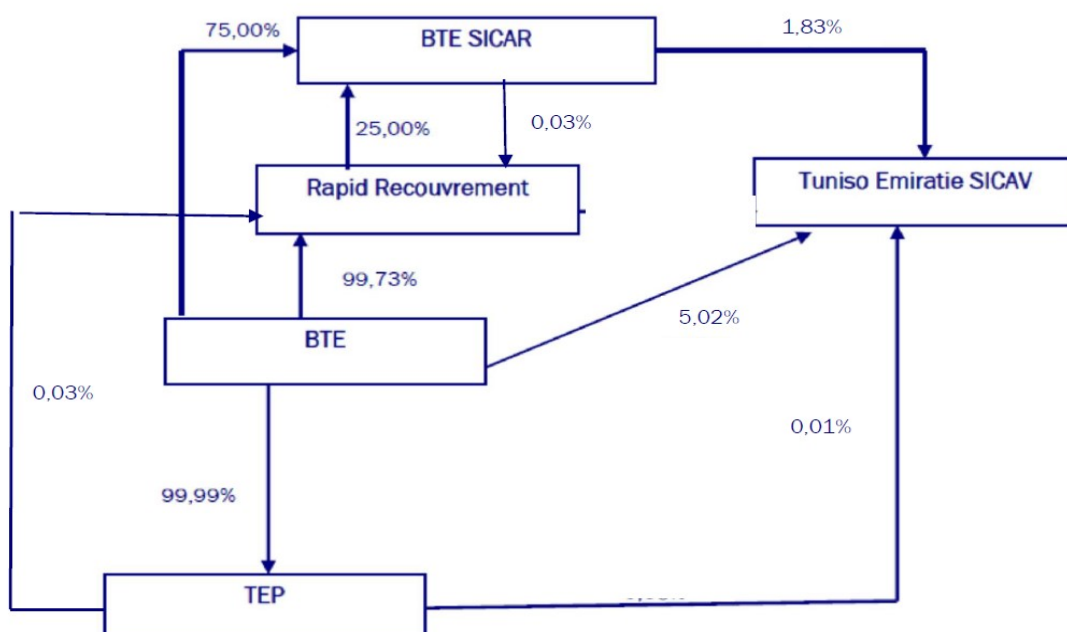 75,00%
BTE SICAR
1,83%
25,00%
0,03%
Rapid Recouvrement
Tuniso Emiratie SICAV
99,73%
BTE
5,02%
0,03%
0,01%
99,99%
TEP